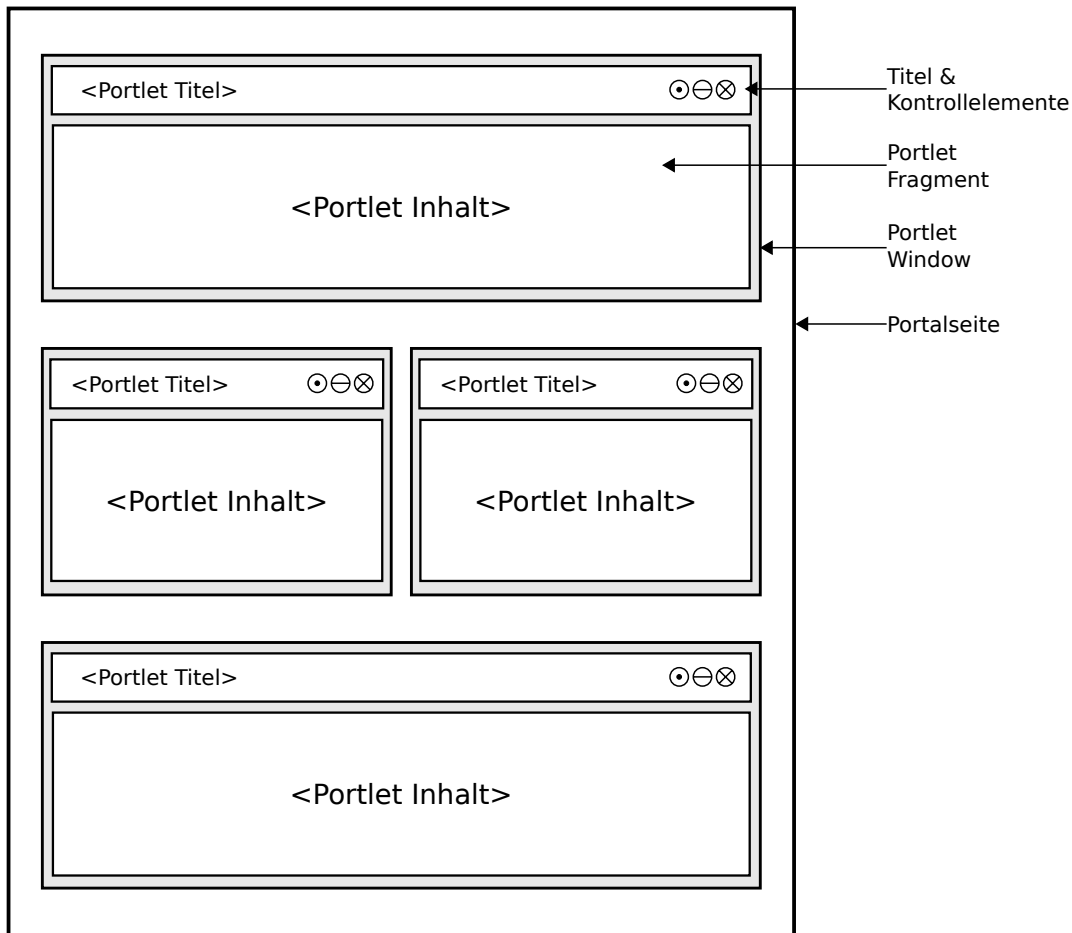 <Portlet Titel>
Titel &
Kontrollelemente
Portlet
Fragment
<Portlet Inhalt>
Portlet
Window
Portalseite
<Portlet Titel>
<Portlet Titel>
<Portlet Inhalt>
<Portlet Inhalt>
<Portlet Titel>
<Portlet Inhalt>